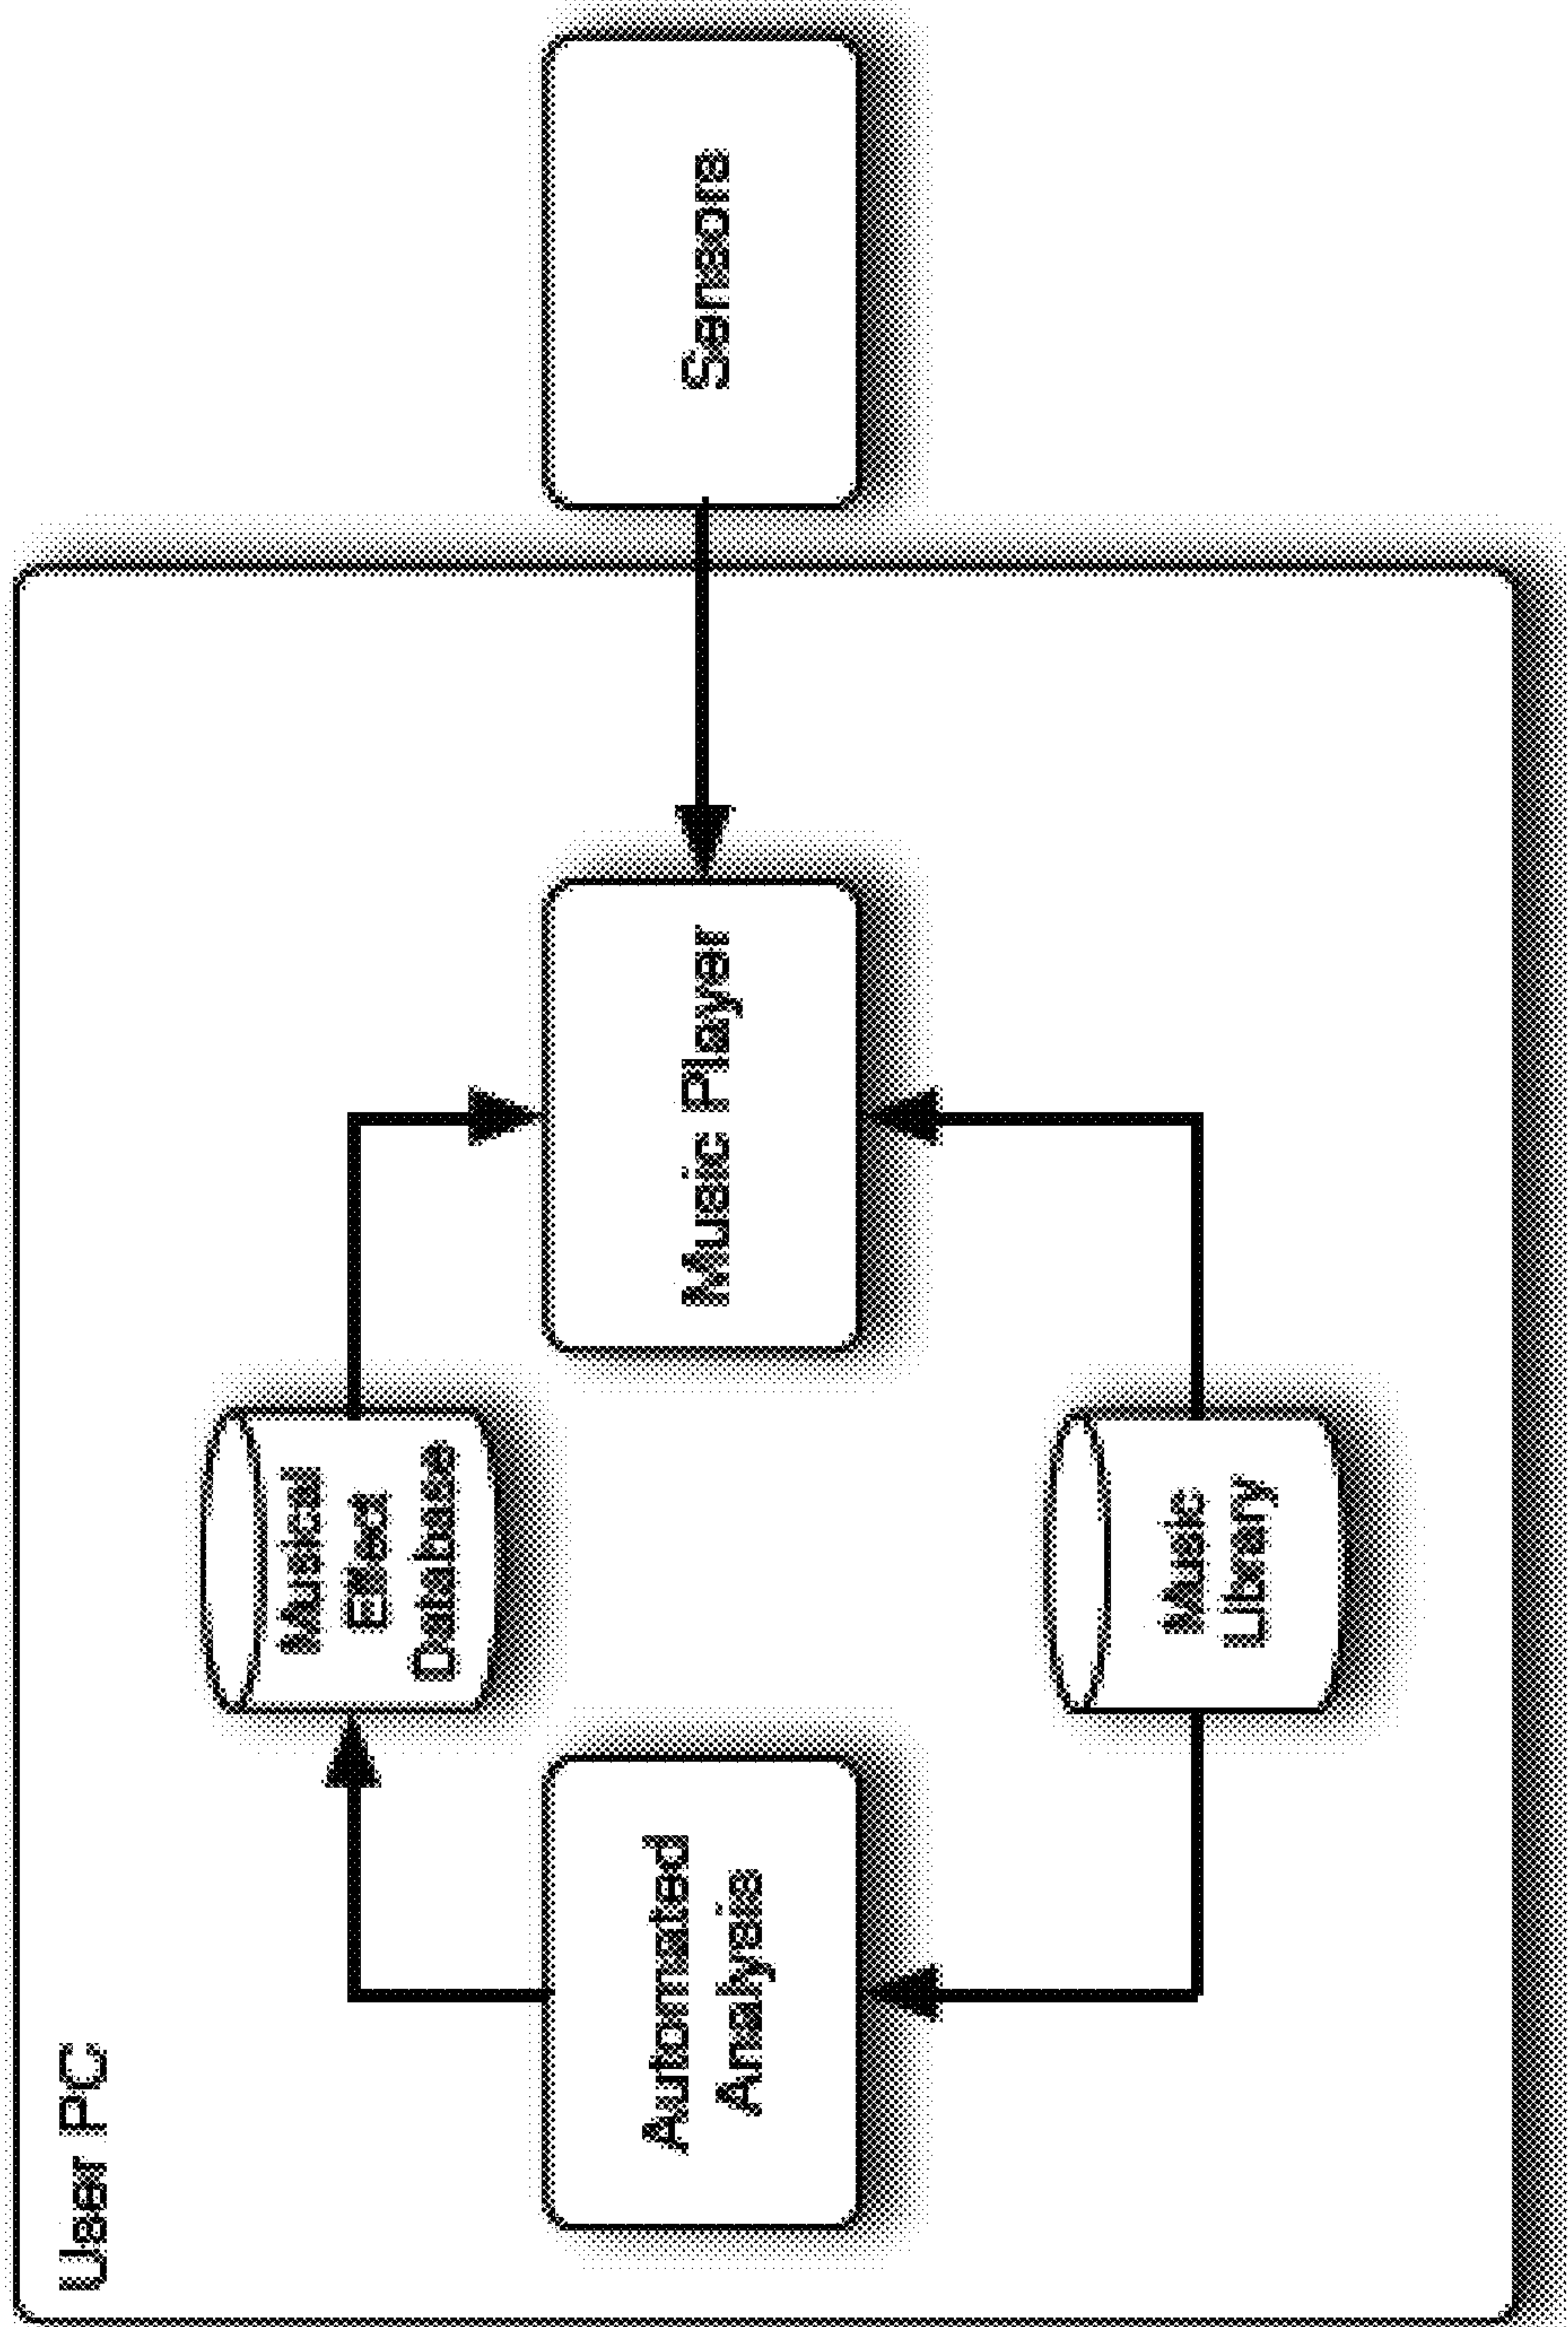 User PC
Musical
Effect
Database
Automated
Analysis
Music Player
Sensors
Music
Library